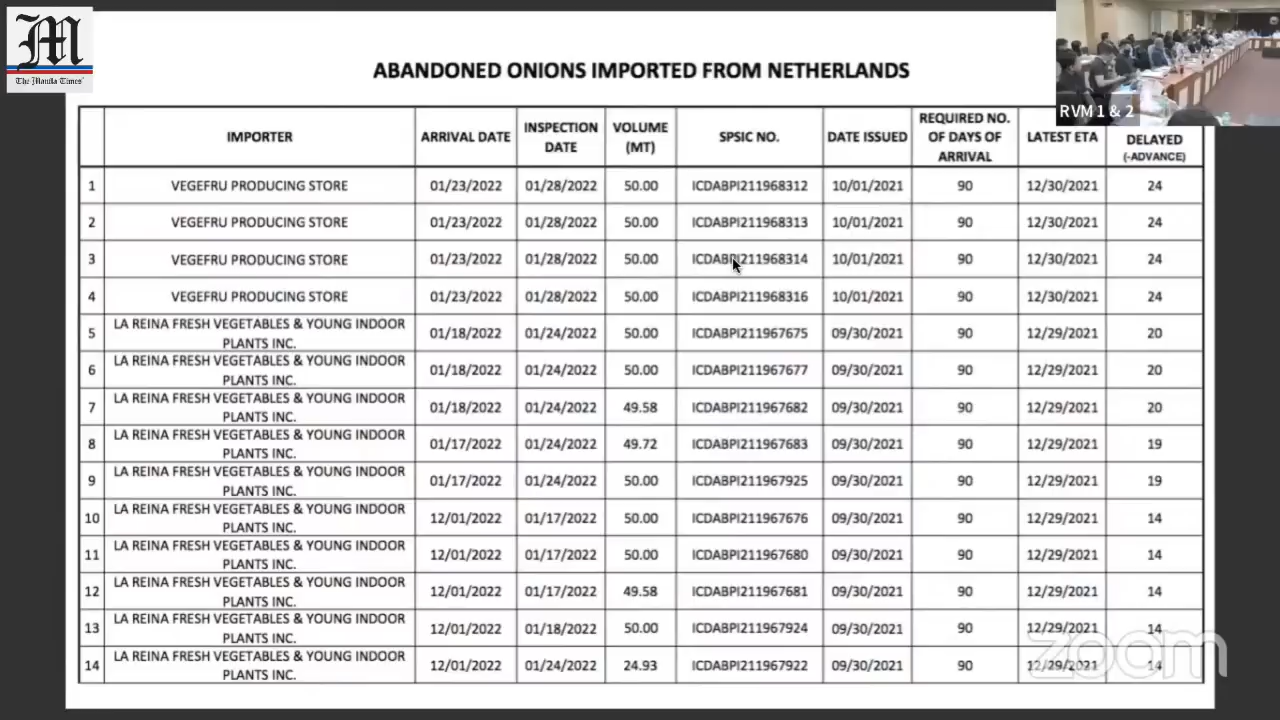 M
The Manila Times
RVM 1 & 2
ABANDONED ONIONS IMPORTED FROM NETHERLANDS
IMPORTER ARRIVAL DATE INSPECTION DATE VOLUME (MT) SPSIC NO. DATE ISSUED REQUIRED NO. OF DAYS OF ARRIVAL LATEST ETA DELAYED (-ADVANCE)
1 VEGEFRU PRODUCING STORE 01/23/2022 01/28/2022 50.00 ICDABPI211968312 10/01/2021 90 12/30/2021 24
2 VEGEFRU PRODUCING STORE 01/23/2022 01/28/2022 50.00 ICDABPI211968313 10/01/2021 90 12/30/2021 24
3 VEGEFRU PRODUCING STORE 01/23/2022 01/28/2022 50.00 ICDABPI211968314 10/01/2021 90 12/30/2021 24
4 VEGEFRU PRODUCING STORE 01/23/2022 01/28/2022 50.00 ICDABPI211968316 10/01/2021 90 12/30/2021 24
5 LA REINA FRESH VEGETABLES & YOUNG INDOOR PLANTS INC. 01/18/2022 01/24/2022 50.00 ICDABPI211967675 09/30/2021 90 12/29/2021 20
6 LA REINA FRESH VEGETABLES & YOUNG INDOOR PLANTS INC. 01/18/2022 01/24/2022 50.00 ICDABPI211967677 09/30/2021 90 12/29/2021 20
7 LA REINA FRESH VEGETABLES & YOUNG INDOOR PLANTS INC. 01/18/2022 01/24/2022 49.58 ICDABPI211967682 09/30/2021 90 12/29/2021 20
8 LA REINA FRESH VEGETABLES & YOUNG INDOOR PLANTS INC. 01/17/2022 01/24/2022 49.72 ICDABPI211967683 09/30/2021 90 12/29/2021 19
9 LA REINA FRESH VEGETABLES & YOUNG INDOOR PLANTS INC. 01/17/2022 01/24/2022 50.00 ICDABPI211967925 09/30/2021 90 12/29/2021 19
10 LA REINA FRESH VEGETABLES & YOUNG INDOOR PLANTS INC. 12/01/2022 01/17/2022 50.00 ICDABPI211967676 09/30/2021 90 12/29/2021 14
11 LA REINA FRESH VEGETABLES & YOUNG INDOOR PLANTS INC. 12/01/2022 01/17/2022 50.00 ICDABPI211967680 09/30/2021 90 12/29/2021 14
12 LA REINA FRESH VEGETABLES & YOUNG INDOOR PLANTS INC. 12/01/2022 01/17/2022 49.58 ICDABPI211967681 09/30/2021 90 12/29/2021 14
13 LA REINA FRESH VEGETABLES & YOUNG INDOOR PLANTS INC. 12/01/2022 01/18/2022 50.00 ICDABPI211967924 09/30/2021 90 12/29/2021 14
14 LA REINA FRESH VEGETABLES & YOUNG INDOOR PLANTS INC. 12/01/2022 01/24/2022 24.93 ICDABPI211967922 09/30/2021 90 12/29/2021 14
zoom